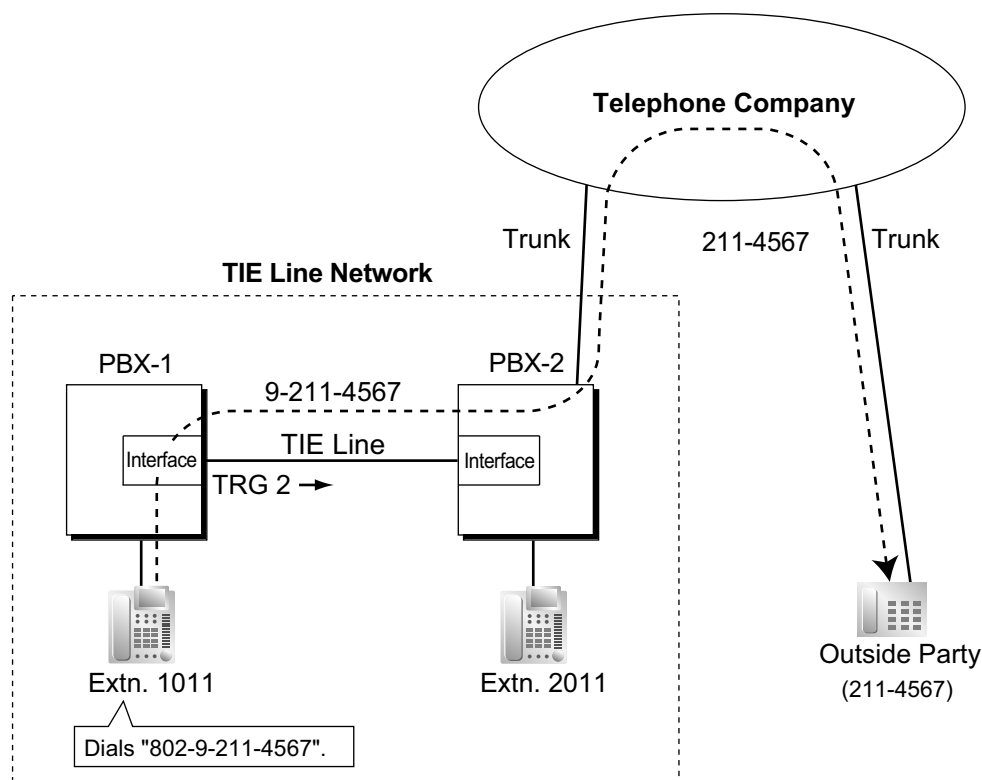 Telephone Company
Trunk
211-4567
Trunk
TIE Line Network
PBX-1
PBX-2
9-211-4567
Interface
TIE Line
Interface
TRG 2 →
Extn. 1011
Extn. 2011
Outside Party
(211-4567)
Dials "802-9-211-4567".